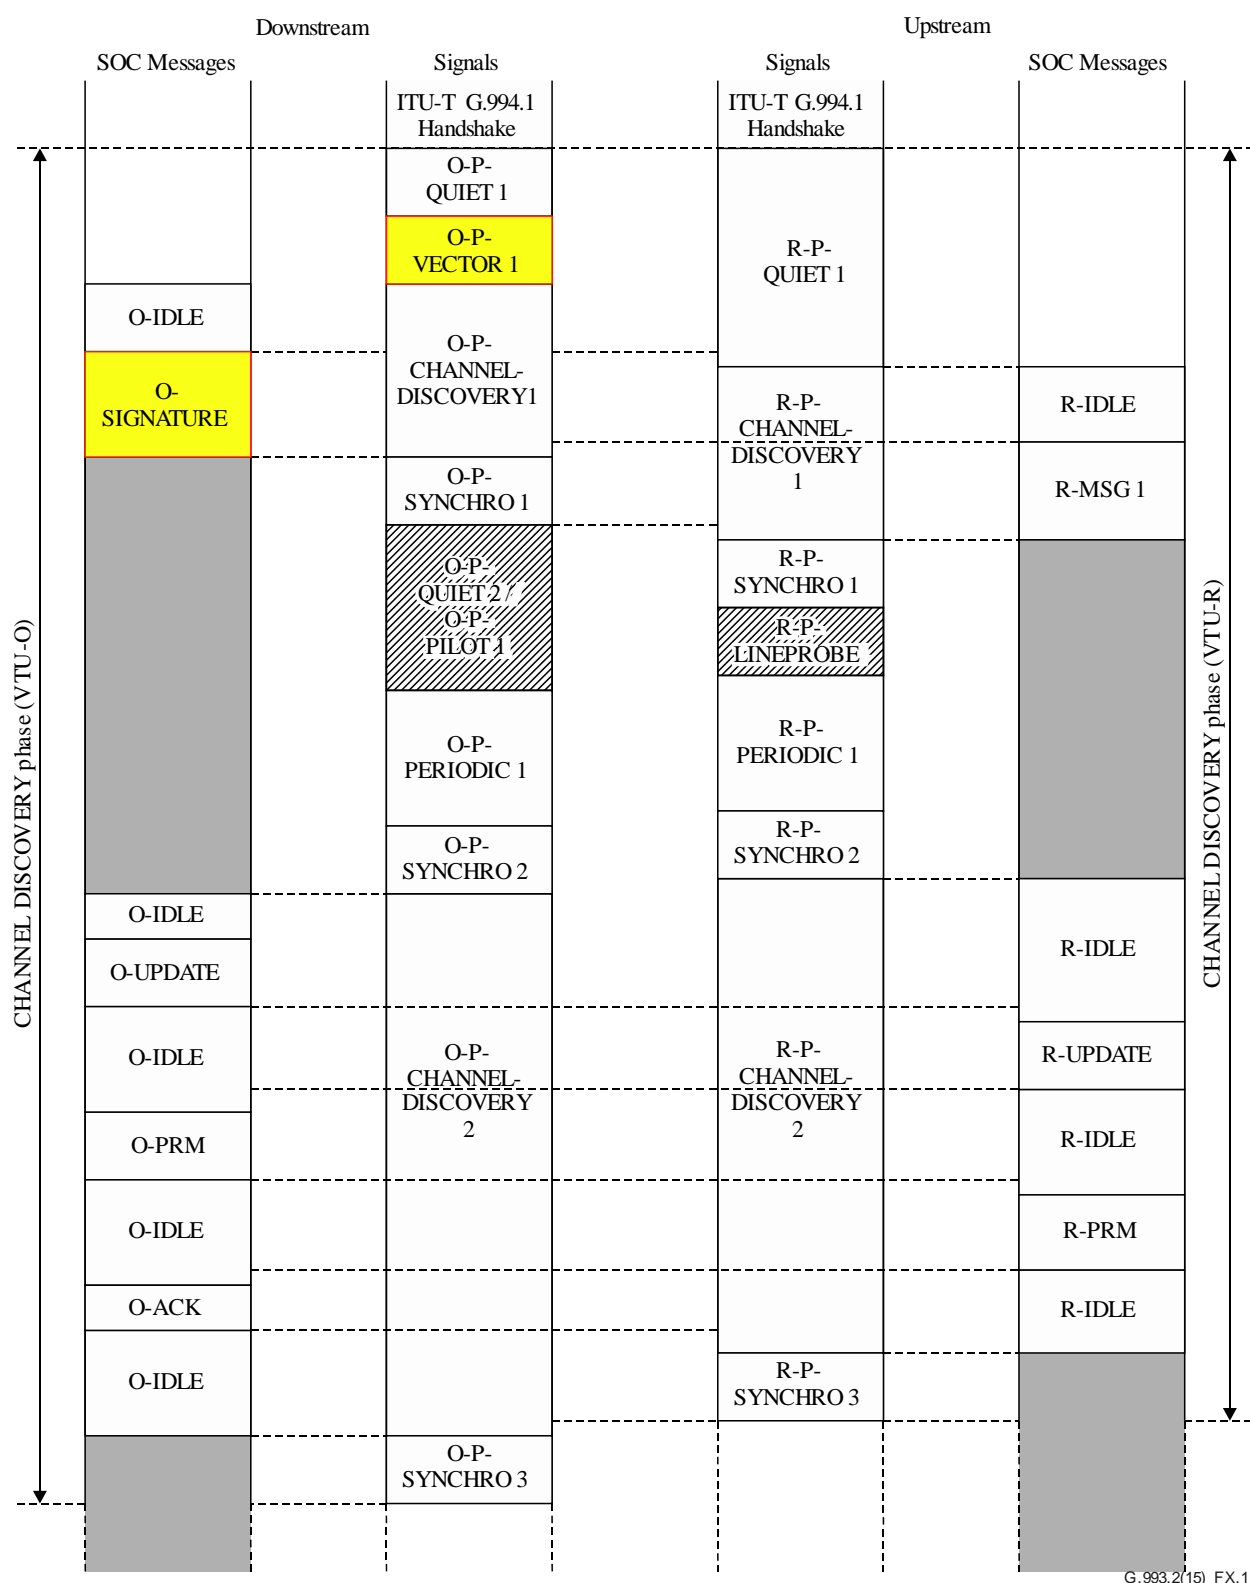 Downstream
Upstream
SOC Messages
Signals
Signals
SOC Messages
ITU-T G.994.1
Handshake
ITU-T G.994.1
Handshake
O-P-
QUIET 1
O-P-
VECTOR 1
R-P-
QUIET 1
O-IDLE
O-P-
CHANNEL-
DISCOVERY1
O-
SIGNATURE
R-P-
CHANNEL-
DISCOVERY
1
R-IDLE
O-P-
SYNCHRO 1
R-MSG 1
O-P-
QUIET 2 /
O-P-
PILOT 1
R-P-
SYNCHRO 1
R-P-
LINEPROBE
O-P-
PERIODIC 1
R-P-
PERIODIC 1
O-P-
SYNCHRO 2
R-P-
SYNCHRO 2
CHANNEL DISCOVERY phase (VTU-O)
CHANNEL DISCOVERY phase (VTU-R)
O-IDLE
O-UPDATE
R-IDLE
O-IDLE
O-P-
CHANNEL-
DISCOVERY
2
R-P-
CHANNEL-
DISCOVERY
2
R-UPDATE
O-PRM
R-IDLE
O-IDLE
R-PRM
O-ACK
R-IDLE
O-IDLE
R-P-
SYNCHRO 3
O-P-
SYNCHRO 3
G.993.2(15)_FX.1